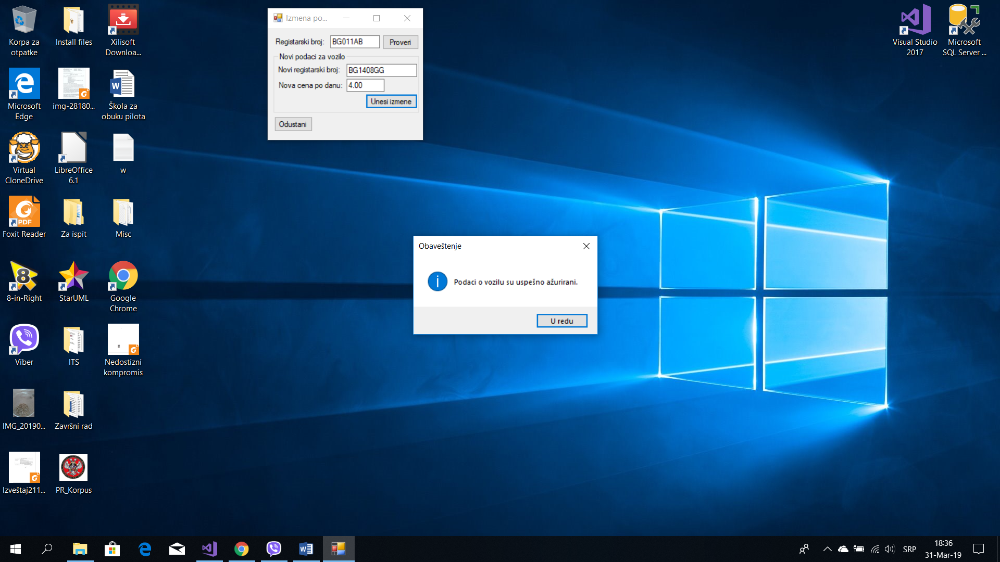 Korpa za
otpatke
Install files
Xilisoft
Downloa...
Microsoft
Edge
img-28180...
Škola za
obuku pilota
Virtual
CloneDrive
LibreOffice
6.1
w
PDF
Foxit Reader
Za ispit
Misc
8
8-in-Right
StarUML
Google
Chrome
Viber
ITS
Nedostizni
kompromis
IMG_20190...
Završni rad
Izveštaj211...
PR_Korpus
Izmena po...
Registarski broj:
BG011AB
Proveri
Novi podaci za vozilo
Novi registarski broj:
BG1408GG
Nova cena po danu:
4.00
Unesi izmene
Odustani
Obaveštenje
Podaci o vozilu su uspešno ažurirani.
U redu
Visual Studio
2017
Microsoft
SQL Server ...
SRP
18:36
31-Mar-19